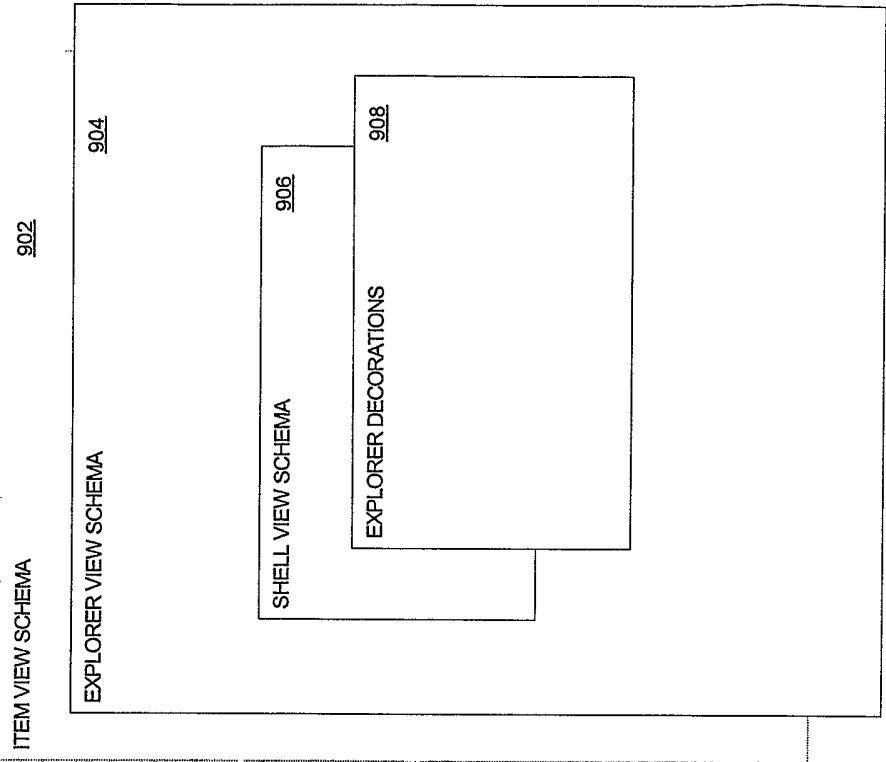 ITEM VIEW SCHEMA 902
EXPLORER VIEW SCHEMA 904
SHELL VIEW SCHEMA 906
EXPLORER DECORATIONS 908